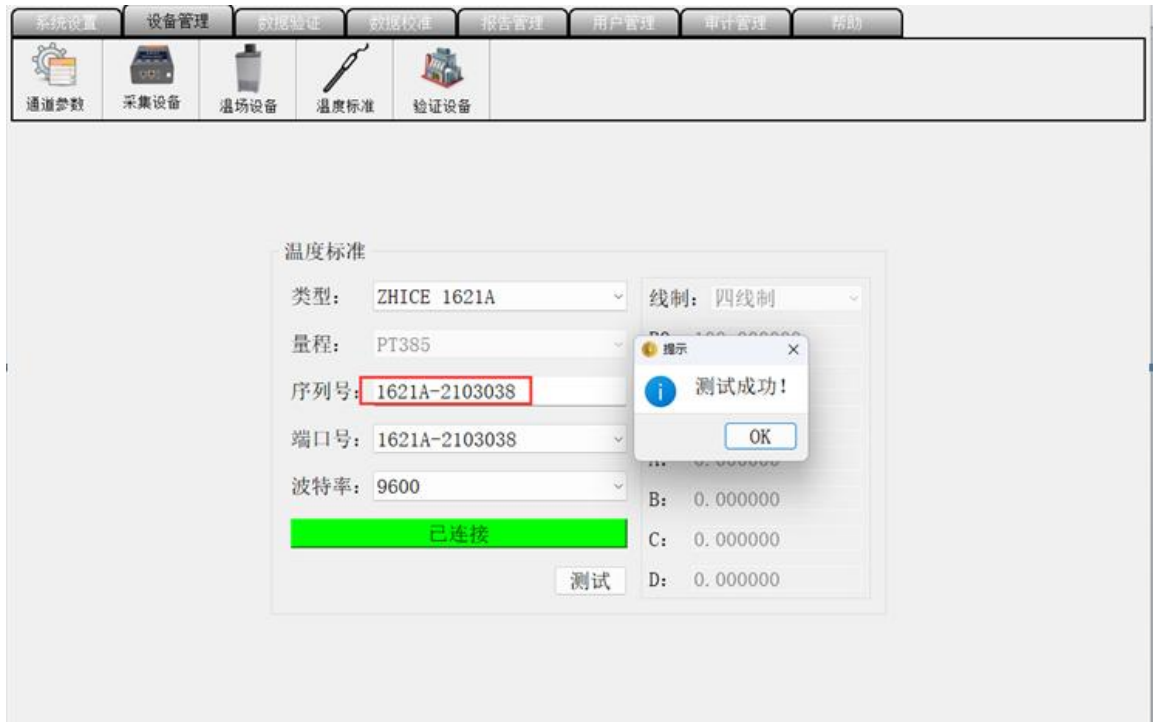 系统设置 设备管理 数据验证 数据校准 报告管理 用户管理 审计管理 帮助
通道参数 采集设备 温场设备 温度标准 验证设备
温度标准
类型: ZHICE 1621A
线制: 四线制
量程: PT385
提示
序列号: 1621A-2103038
测试成功!
端口号: 1621A-2103038
OK
波特率: 9600
B: 0.000000
已连接
C: 0.000000
测试
D: 0.000000